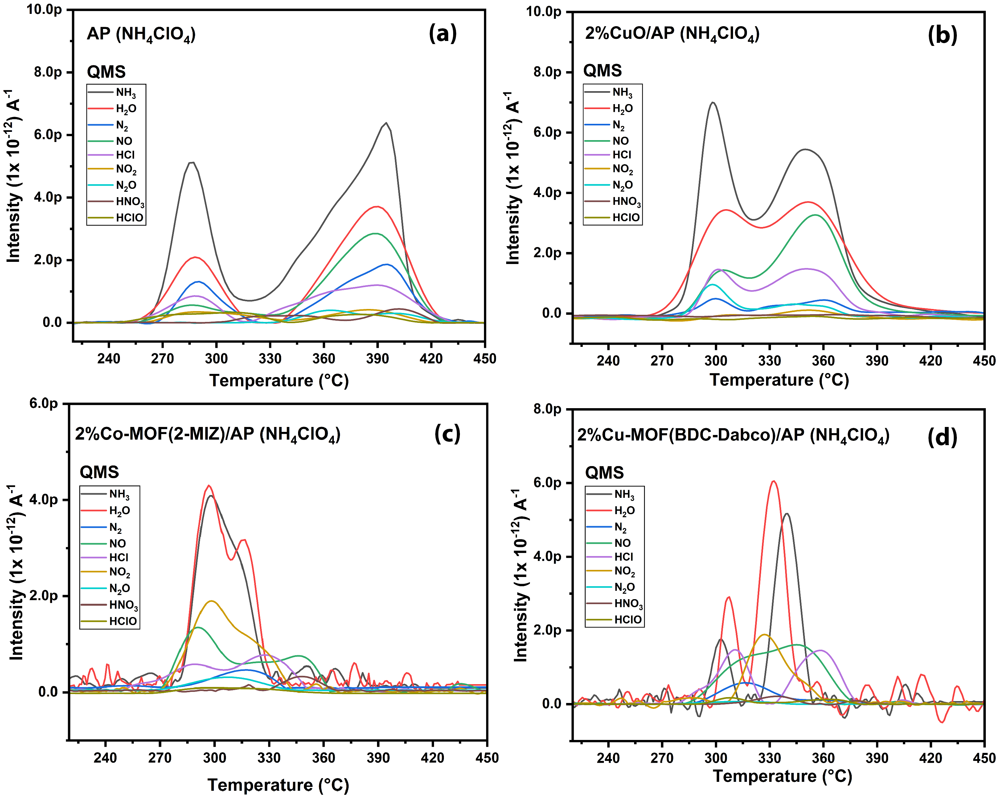 AP (NH₄ClO₄)
(a)
QMS
NH₃
H₂O
N₂
NO
HCl
NO₂
N₂O
HNO₃
HClO
10.0p
8.0p
6.0p
4.0p
2.0p
0.0
Intensity (1x 10⁻¹²) A⁻¹
240 270 300 330 360 390 420 450
Temperature (°C)
2%CuO/AP (NH₄ClO₄)
(b)
QMS
NH₃
H₂O
N₂
NO
HCl
NO₂
N₂O
HNO₃
HClO
10.0p
8.0p
6.0p
4.0p
2.0p
0.0
Intensity (1x 10⁻¹²) A⁻¹
240 270 300 330 360 390 420 450
Temperature (°C)
2%Co-MOF(2-MIZ)/AP (NH₄ClO₄)
(c)
QMS
NH₃
H₂O
N₂
NO
HCl
NO₂
N₂O
HNO₃
HClO
6.0p
4.0p
2.0p
0.0
Intensity (1x 10⁻¹²) A⁻¹
240 270 300 330 360 390 420 450
Temperature (°C)
2%Cu-MOF(BDC-Dabco)/AP (NH₄ClO₄)
(d)
QMS
NH₃
H₂O
N₂
NO
HCl
NO₂
N₂O
HNO₃
HClO
8.0p
6.0p
4.0p
2.0p
0.0
Intensity (1x 10⁻¹²) A⁻¹
240 270 300 330 360 390 420 450
Temperature (°C)